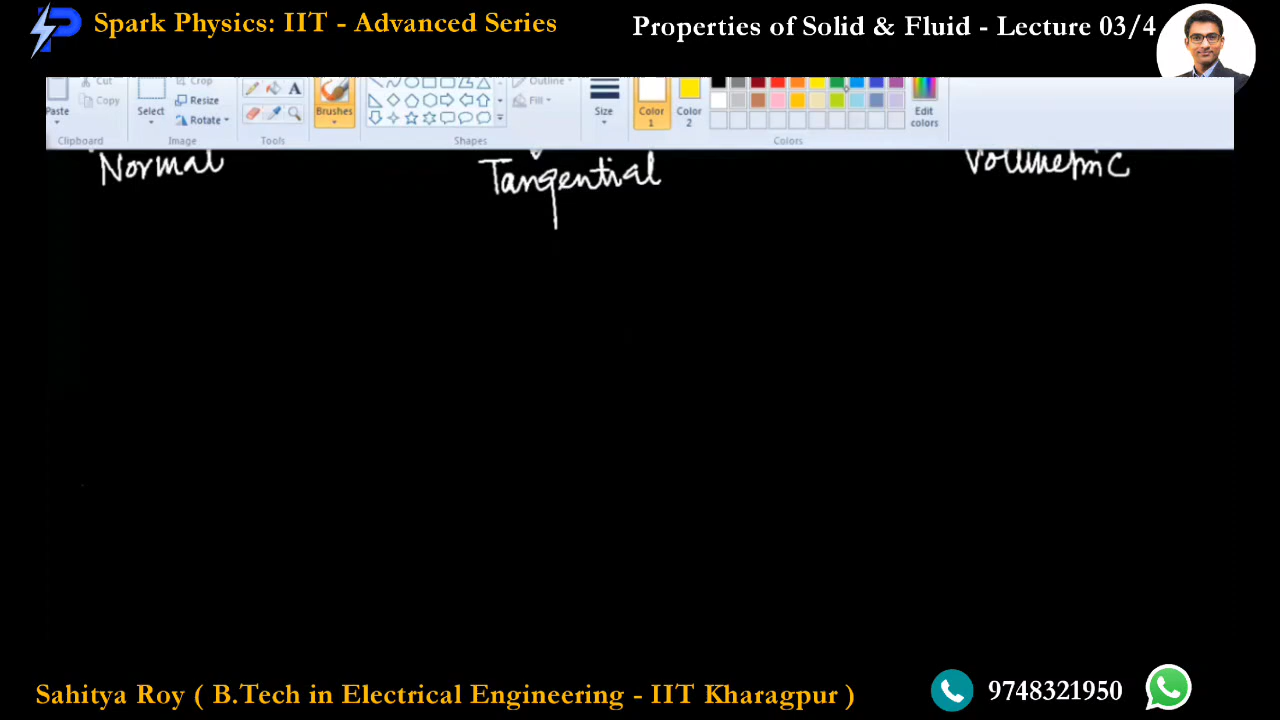 Spark Physics: IIT - Advanced Series
Properties of Solid & Fluid - Lecture 03/4
Cut
Crop
Outline
Paste
Copy
Select
Resize
A
Brushes
Fill
Size
Color 1
Color 2
Edit colors
Rotate
Clipboard
Image
Tools
Shapes
Colors
Normal
Tangential
Volumetric
Sahitya Roy ( B.Tech in Electrical Engineering - IIT Kharagpur )
9748321950